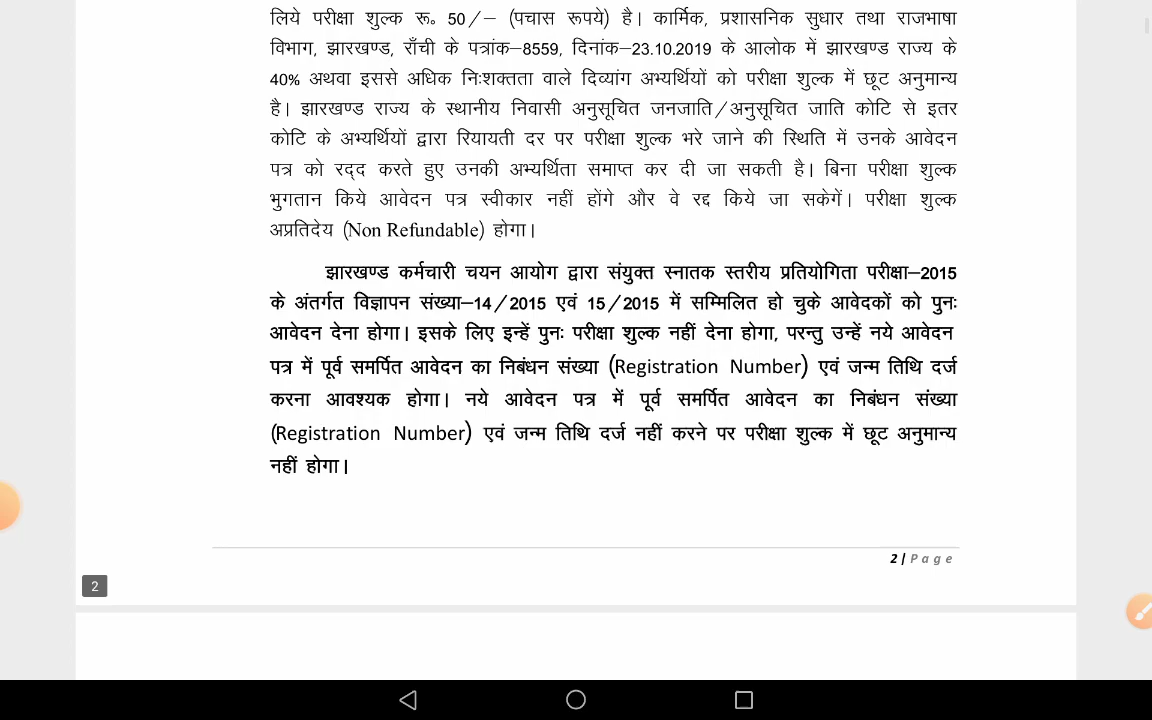 लिये परीक्षा शुल्क रू० 50/– (पचास रूपये) है। कार्मिक, प्रशासनिक सुधार तथा राजभाषा
विभाग, झारखण्ड, राँची के पत्रांक–8559, दिनांक–23.10.2019 के आलोक में झारखण्ड राज्य के
40% अथवा इससे अधिक निःशक्तता वाले दिव्यांग अभ्यर्थियों को परीक्षा शुल्क में छूट अनुमान्य
है। झारखण्ड राज्य के स्थानीय निवासी अनुसूचित जनजाति/अनुसूचित जाति कोटि से इतर
कोटि के अभ्यर्थियों द्वारा रियायती दर पर परीक्षा शुल्क भरे जाने की स्थिति में उनके आवेदन
पत्र को रद्द करते हुए उनकी अभ्यर्थिता समाप्त कर दी जा सकती है। बिना परीक्षा शुल्क
भुगतान किये आवेदन पत्र स्वीकार नहीं होंगे और वे रद्द किये जा सकेगें। परीक्षा शुल्क
अप्रतिदेय (Non Refundable) होगा।
झारखण्ड कर्मचारी चयन आयोग द्वारा संयुक्त स्नातक स्तरीय प्रतियोगिता परीक्षा–2015
के अंतर्गत विज्ञापन संख्या–14/2015 एवं 15/2015 में सम्मिलित हो चुके आवेदकों को पुनः
आवेदन देना होगा। इसके लिए इन्हें पुनः परीक्षा शुल्क नहीं देना होगा, परन्तु उन्हें नये आवेदन
पत्र में पूर्व समर्पित आवेदन का निबंधन संख्या (Registration Number) एवं जन्म तिथि दर्ज
करना आवश्यक होगा। नये आवेदन पत्र में पूर्व समर्पित आवेदन का निबंधन संख्या
(Registration Number) एवं जन्म तिथि दर्ज नहीं करने पर परीक्षा शुल्क में छूट अनुमान्य
नहीं होगा।
2 | Page
2